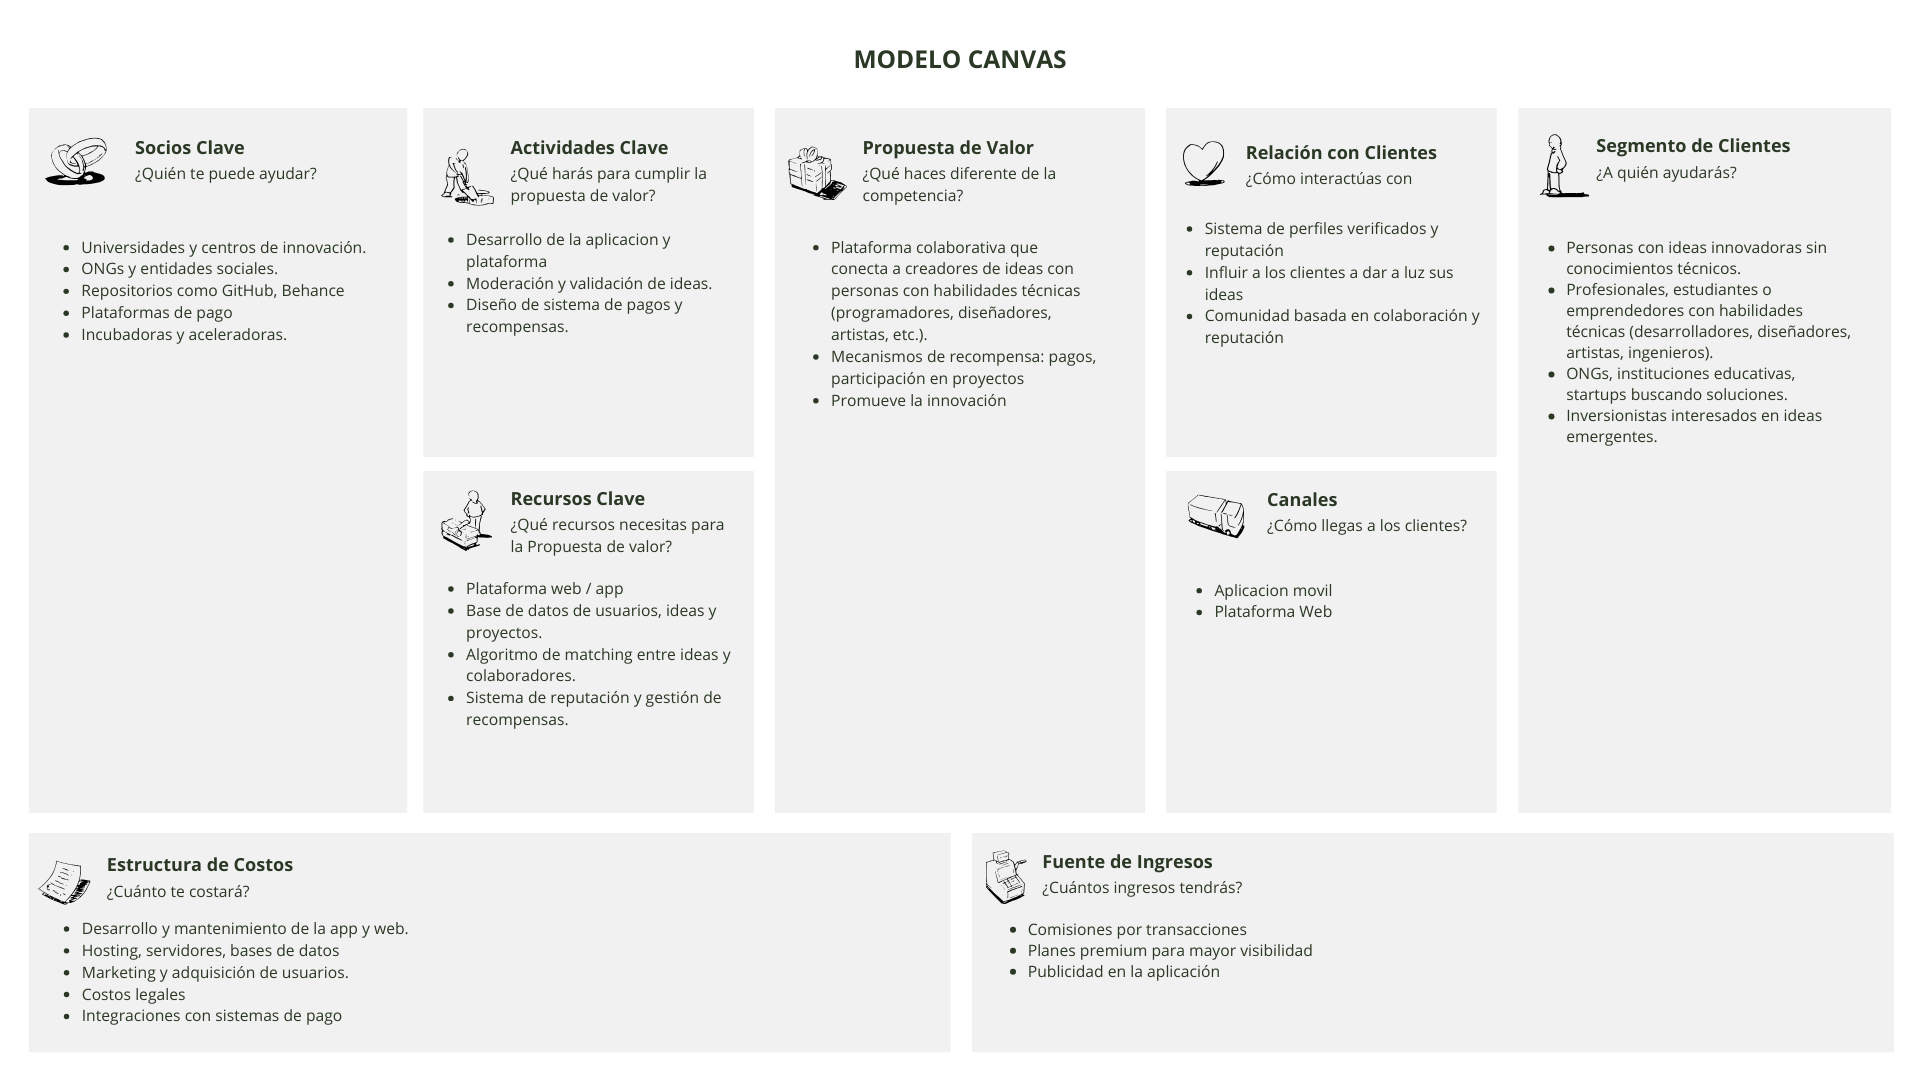 MODELO CANVAS
Socios Clave
¿Quién te puede ayudar?
• Universidades y centros de innovación.
• ONGs y entidades sociales.
• Repositorios como GitHub, Behance
• Plataformas de pago
• Incubadoras y aceleradoras.
Actividades Clave
¿Qué harás para cumplir la
propuesta de valor?
• Desarrollo de la aplicacion y
plataforma
• Moderación y validación de ideas.
• Diseño de sistema de pagos y
recompensas.
Recursos Clave
¿Qué recursos necesitas para
la Propuesta de valor?
• Plataforma web / app
• Base de datos de usuarios, ideas y
proyectos.
• Algoritmo de matching entre ideas y
colaboradores.
• Sistema de reputación y gestión de
recompensas.
Propuesta de Valor
¿Qué haces diferente de la
competencia?
• Plataforma colaborativa que
conecta a creadores de ideas con
personas con habilidades técnicas
(programadores, diseñadores,
artistas, etc.).
• Mecanismos de recompensa: pagos,
participación en proyectos
• Promueve la innovación
Relación con Clientes
¿Cómo interactúas con
• Sistema de perfiles verificados y
reputación
• Influir a los clientes a dar a luz sus
ideas
• Comunidad basada en colaboración y
reputación
Canales
¿Cómo llegas a los clientes?
• Aplicacion movil
• Plataforma Web
Segmento de Clientes
¿A quién ayudarás?
• Personas con ideas innovadoras sin
conocimientos técnicos.
• Profesionales, estudiantes o
emprendedores con habilidades
técnicas (desarrolladores, diseñadores,
artistas, ingenieros).
• ONGs, instituciones educativas,
startups buscando soluciones.
• Inversionistas interesados en ideas
emergentes.
Estructura de Costos
¿Cuánto te costará?
• Desarrollo y mantenimiento de la app y web.
• Hosting, servidores, bases de datos
• Marketing y adquisición de usuarios.
• Costos legales
• Integraciones con sistemas de pago
Fuente de Ingresos
¿Cuántos ingresos tendrás?
• Comisiones por transacciones
• Planes premium para mayor visibilidad
• Publicidad en la aplicación